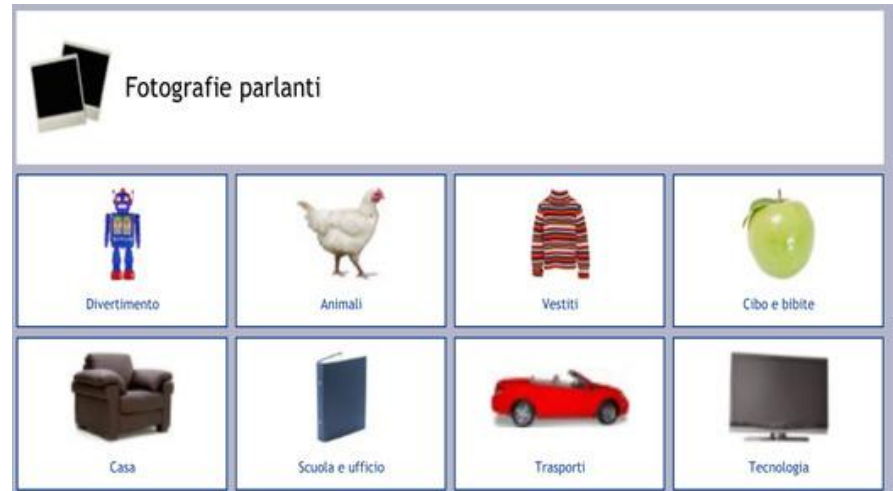 Fotografie parlanti
Divertimento
Animali
Vestiti
Cibo e bibite
Casa
Scuola e ufficio
Trasporti
Tecnologia